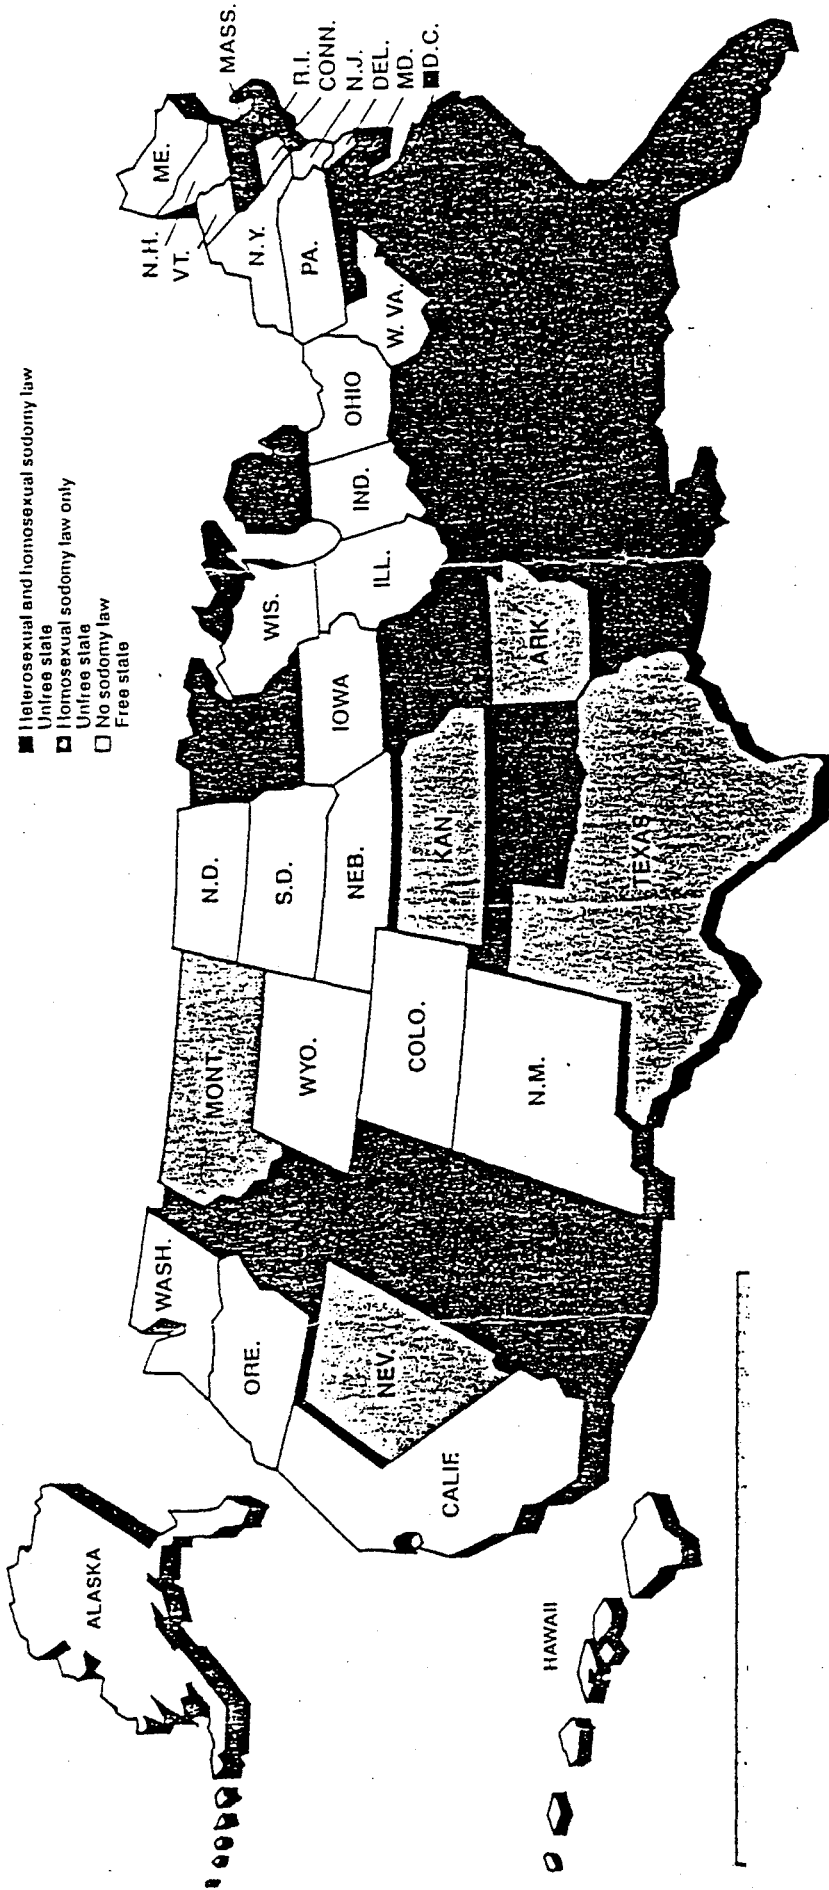 Heterosexual and homosexual sodomy law
Unfree state
Homosexual sodomy law only
Unfree state
No sodomy law
Free state
ALASKA
HAWAII
WASH.
ORE.
CALIF.
NEV.
MONT.
WYO.
COLO.
N.M.
N.D.
S.D.
NEB.
KAN.
TEXAS
IOWA
ARK.
WIS.
ILL.
IND.
OHIO
W. VA.
PA.
N.Y.
VT.
N.H.
ME.
MASS.
R.I.
CONN.
N.J.
DEL.
MD.
D.C.